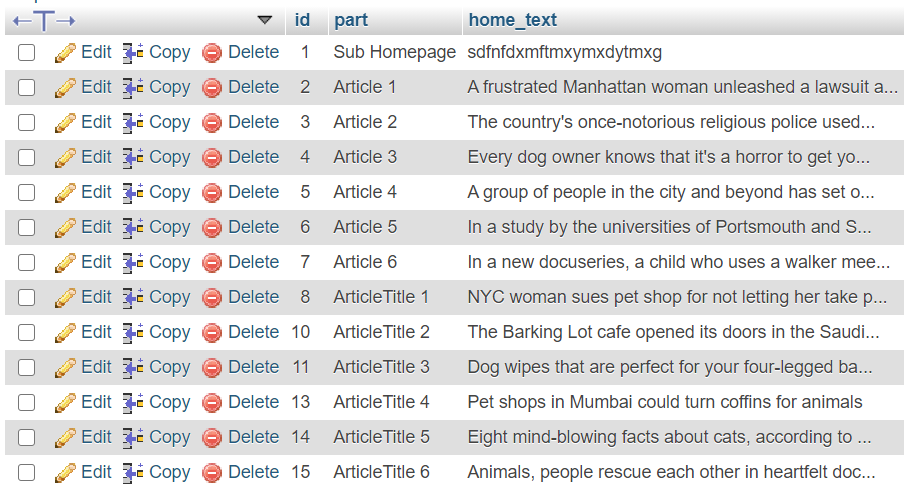 id part home_text
Edit Copy Delete 1 Sub Homepage sdfnfdxmftmxymxdytmxg
Edit Copy Delete 2 Article 1 A frustrated Manhattan woman unleashed a lawsuit a...
Edit Copy Delete 3 Article 2 The country's once-notorious religious police used...
Edit Copy Delete 4 Article 3 Every dog owner knows that it's a horror to get yo...
Edit Copy Delete 5 Article 4 A group of people in the city and beyond has set o...
Edit Copy Delete 6 Article 5 In a study by the universities of Portsmouth and S...
Edit Copy Delete 7 Article 6 In a new docuseries, a child who uses a walker mee...
Edit Copy Delete 8 ArticleTitle 1 NYC woman sues pet shop for not letting her take p...
Edit Copy Delete 10 ArticleTitle 2 The Barking Lot cafe opened its doors in the Saudi...
Edit Copy Delete 11 ArticleTitle 3 Dog wipes that are perfect for your four-legged ba...
Edit Copy Delete 13 ArticleTitle 4 Pet shops in Mumbai could turn coffins for animals
Edit Copy Delete 14 ArticleTitle 5 Eight mind-blowing facts about cats, according to ...
Edit Copy Delete 15 ArticleTitle 6 Animals, people rescue each other in heartfelt doc...